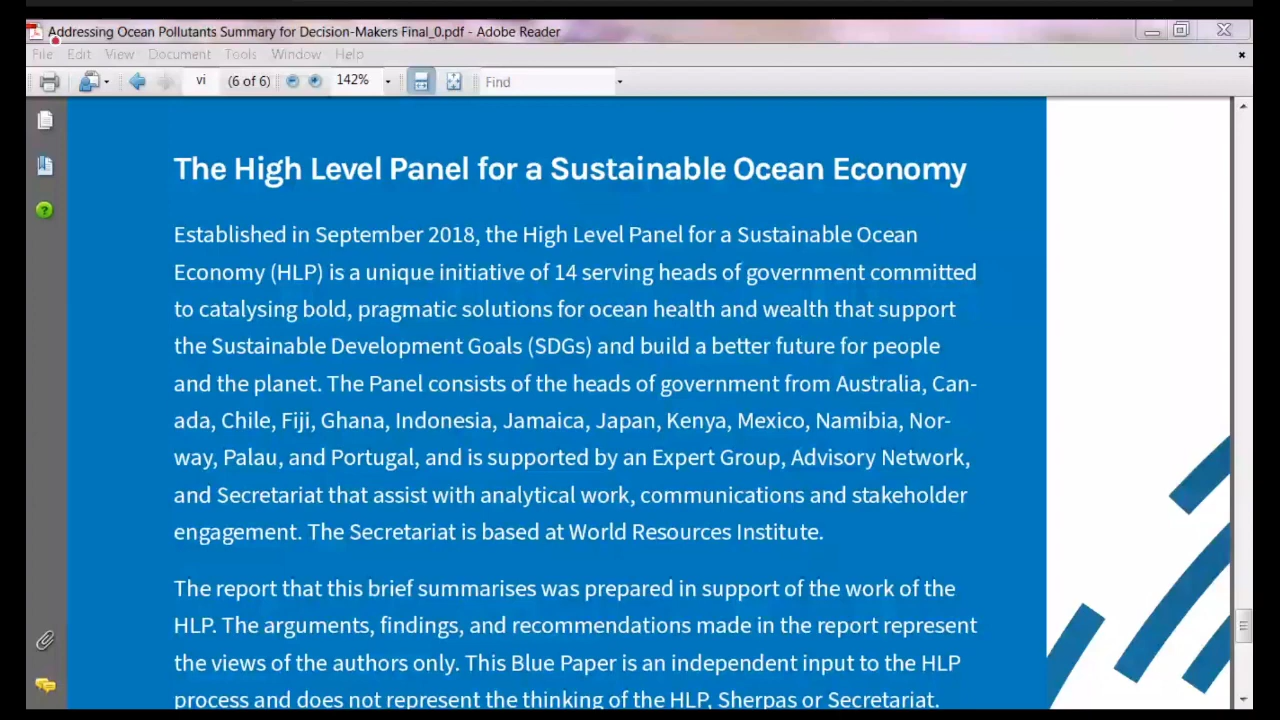 Addressing Ocean Pollutants Summary for Decision-Makers Final_0.pdf - Adobe Reader
File Edit View Document Tools Window Help
vi (6 of 6) 142% Find
The High Level Panel for a Sustainable Ocean Economy
Established in September 2018, the High Level Panel for a Sustainable Ocean
Economy (HLP) is a unique initiative of 14 serving heads of government committed
to catalysing bold, pragmatic solutions for ocean health and wealth that support
the Sustainable Development Goals (SDGs) and build a better future for people
and the planet. The Panel consists of the heads of government from Australia, Can-
ada, Chile, Fiji, Ghana, Indonesia, Jamaica, Japan, Kenya, Mexico, Namibia, Nor-
way, Palau, and Portugal, and is supported by an Expert Group, Advisory Network,
and Secretariat that assist with analytical work, communications and stakeholder
engagement. The Secretariat is based at World Resources Institute.
The report that this brief summarises was prepared in support of the work of the
HLP. The arguments, findings, and recommendations made in the report represent
the views of the authors only. This Blue Paper is an independent input to the HLP
process and does not represent the thinking of the HLP, Sherpas or Secretariat.